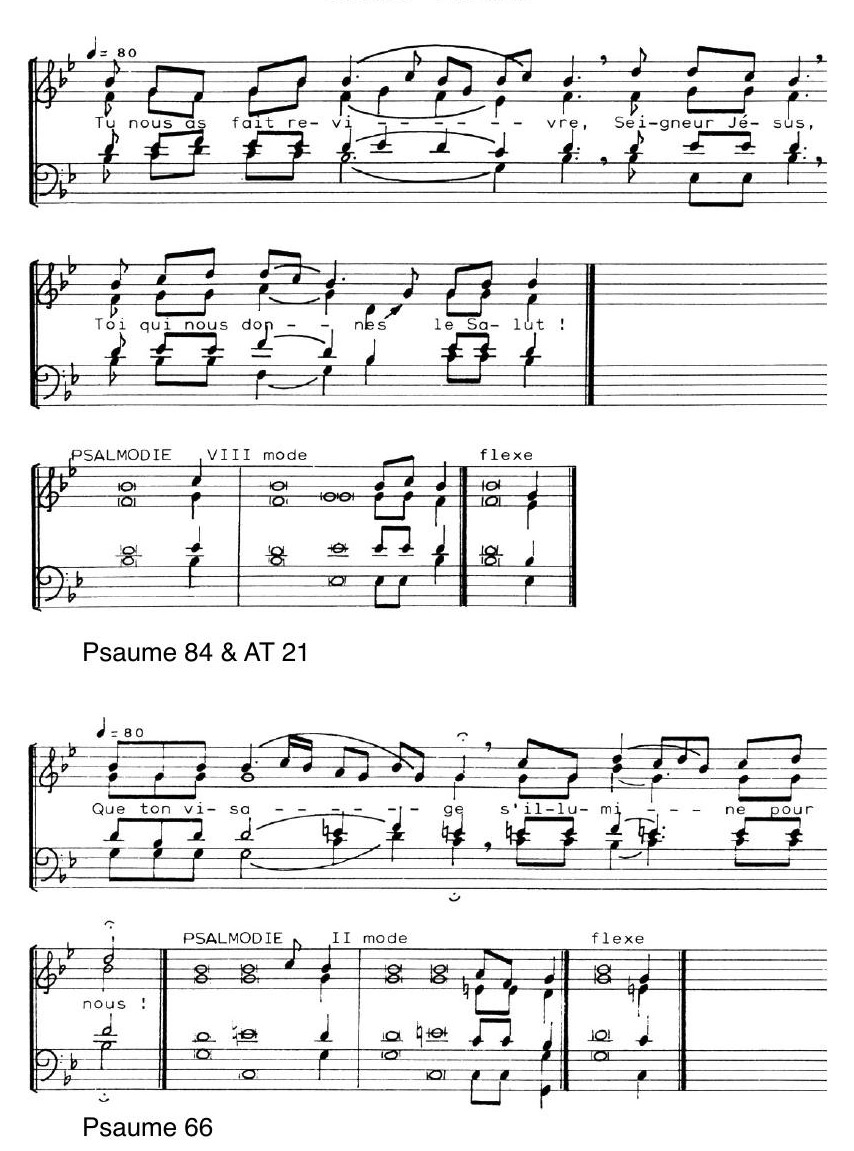 ♩= 80
Tu nous as fait re- vi - - - - - - - vre, Sei-gneur Jé- sus,
Toi qui nous don - - nes le Sa- lut !
PSALMODIE VIII mode flexe
Psaume 84 & AT 21
♩= 80
Que ton vi- sa - - - - - - - ge s'il-lu- mi - - - ne pour
PSALMODIE II mode flexe
nous !
Psaume 66